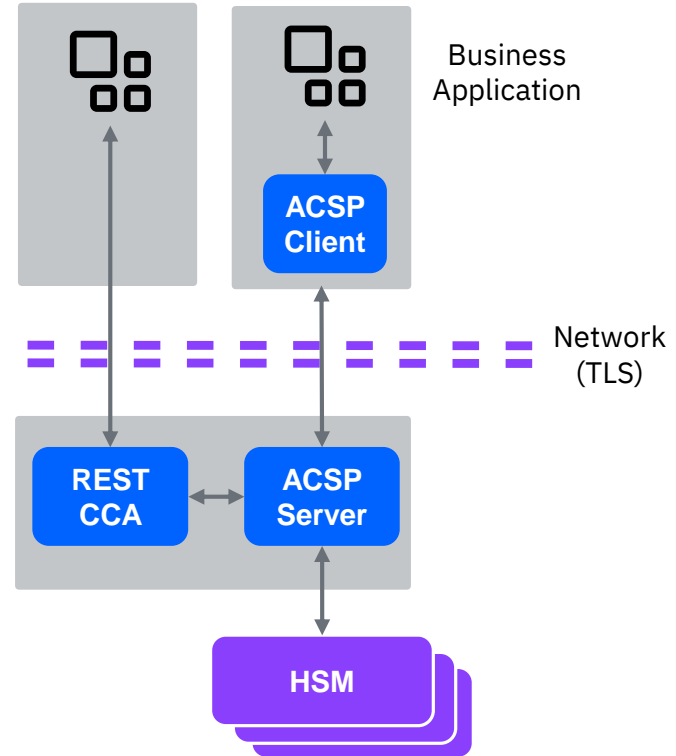 Business
Application
ACSP
Client
Network
(TLS)
REST
CCA
ACSP
Server
HSM